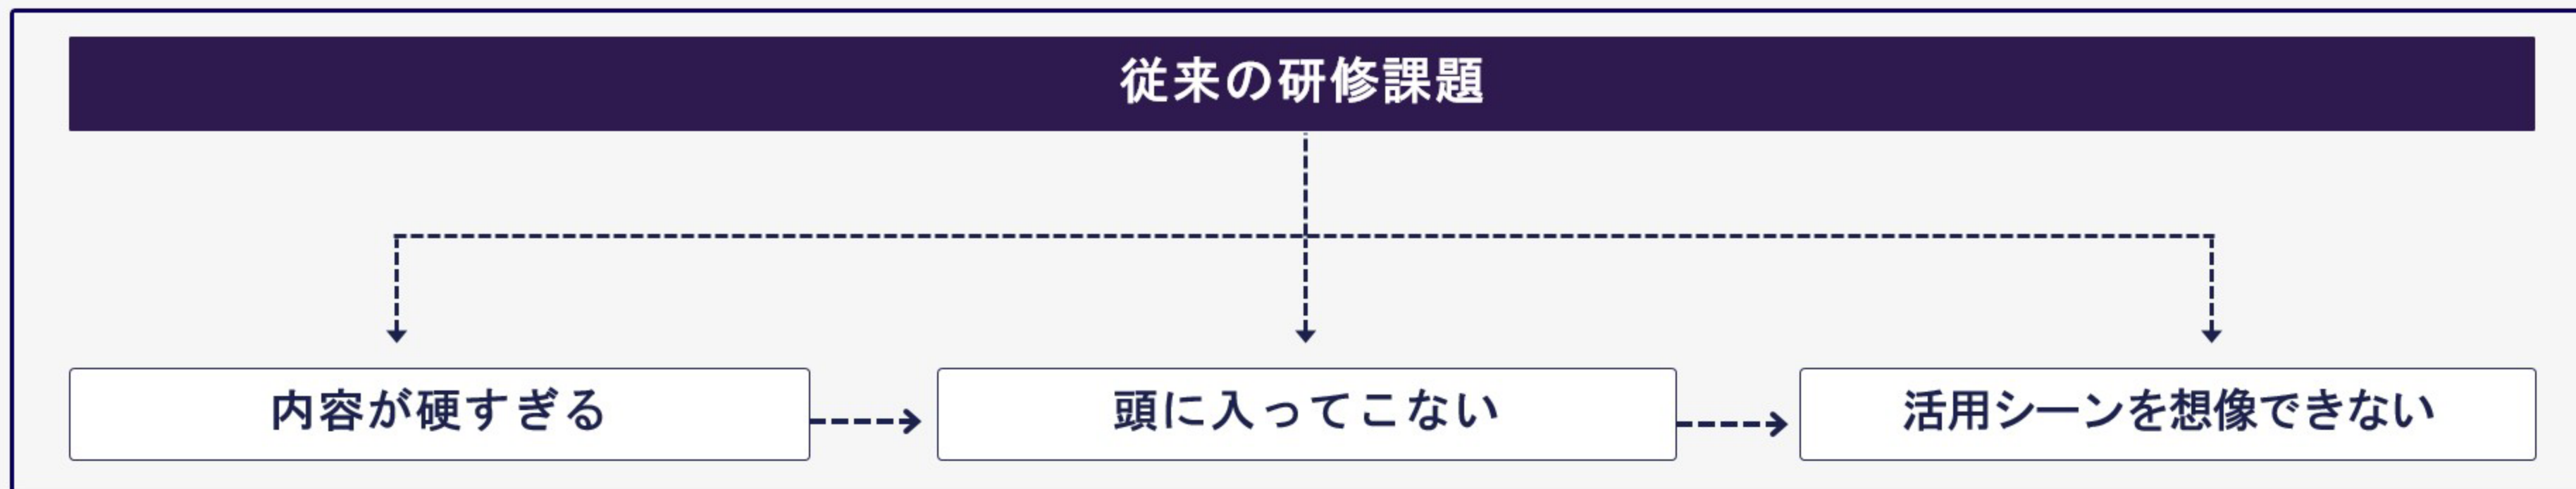 従来の研修課題
内容が硬すぎる
頭に入ってこない
活用シーンを想像できない